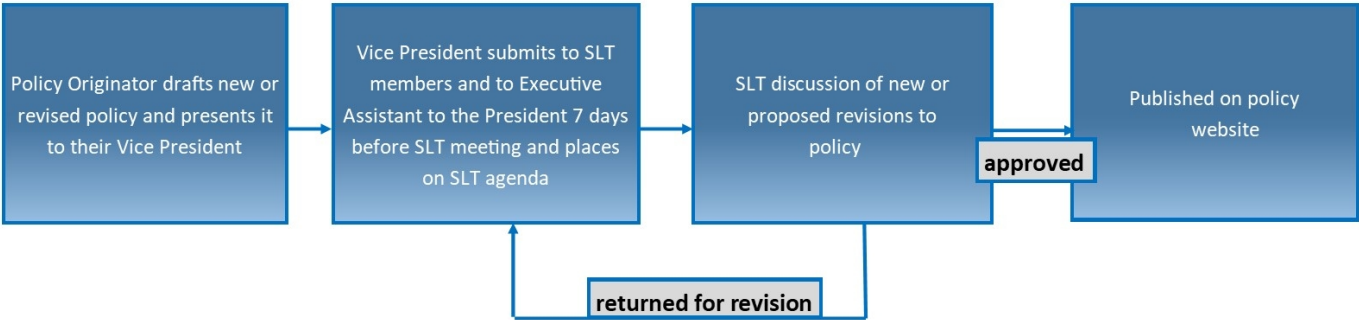 Policy Originator drafts new or
revised policy and presents it
to their Vice President
Vice President submits to SLT
members and to Executive
Assistant to the President 7 days
before SLT meeting and places
on SLT agenda
SLT discussion of new or
proposed revisions to
policy
approved
Published on policy
website
returned for revision